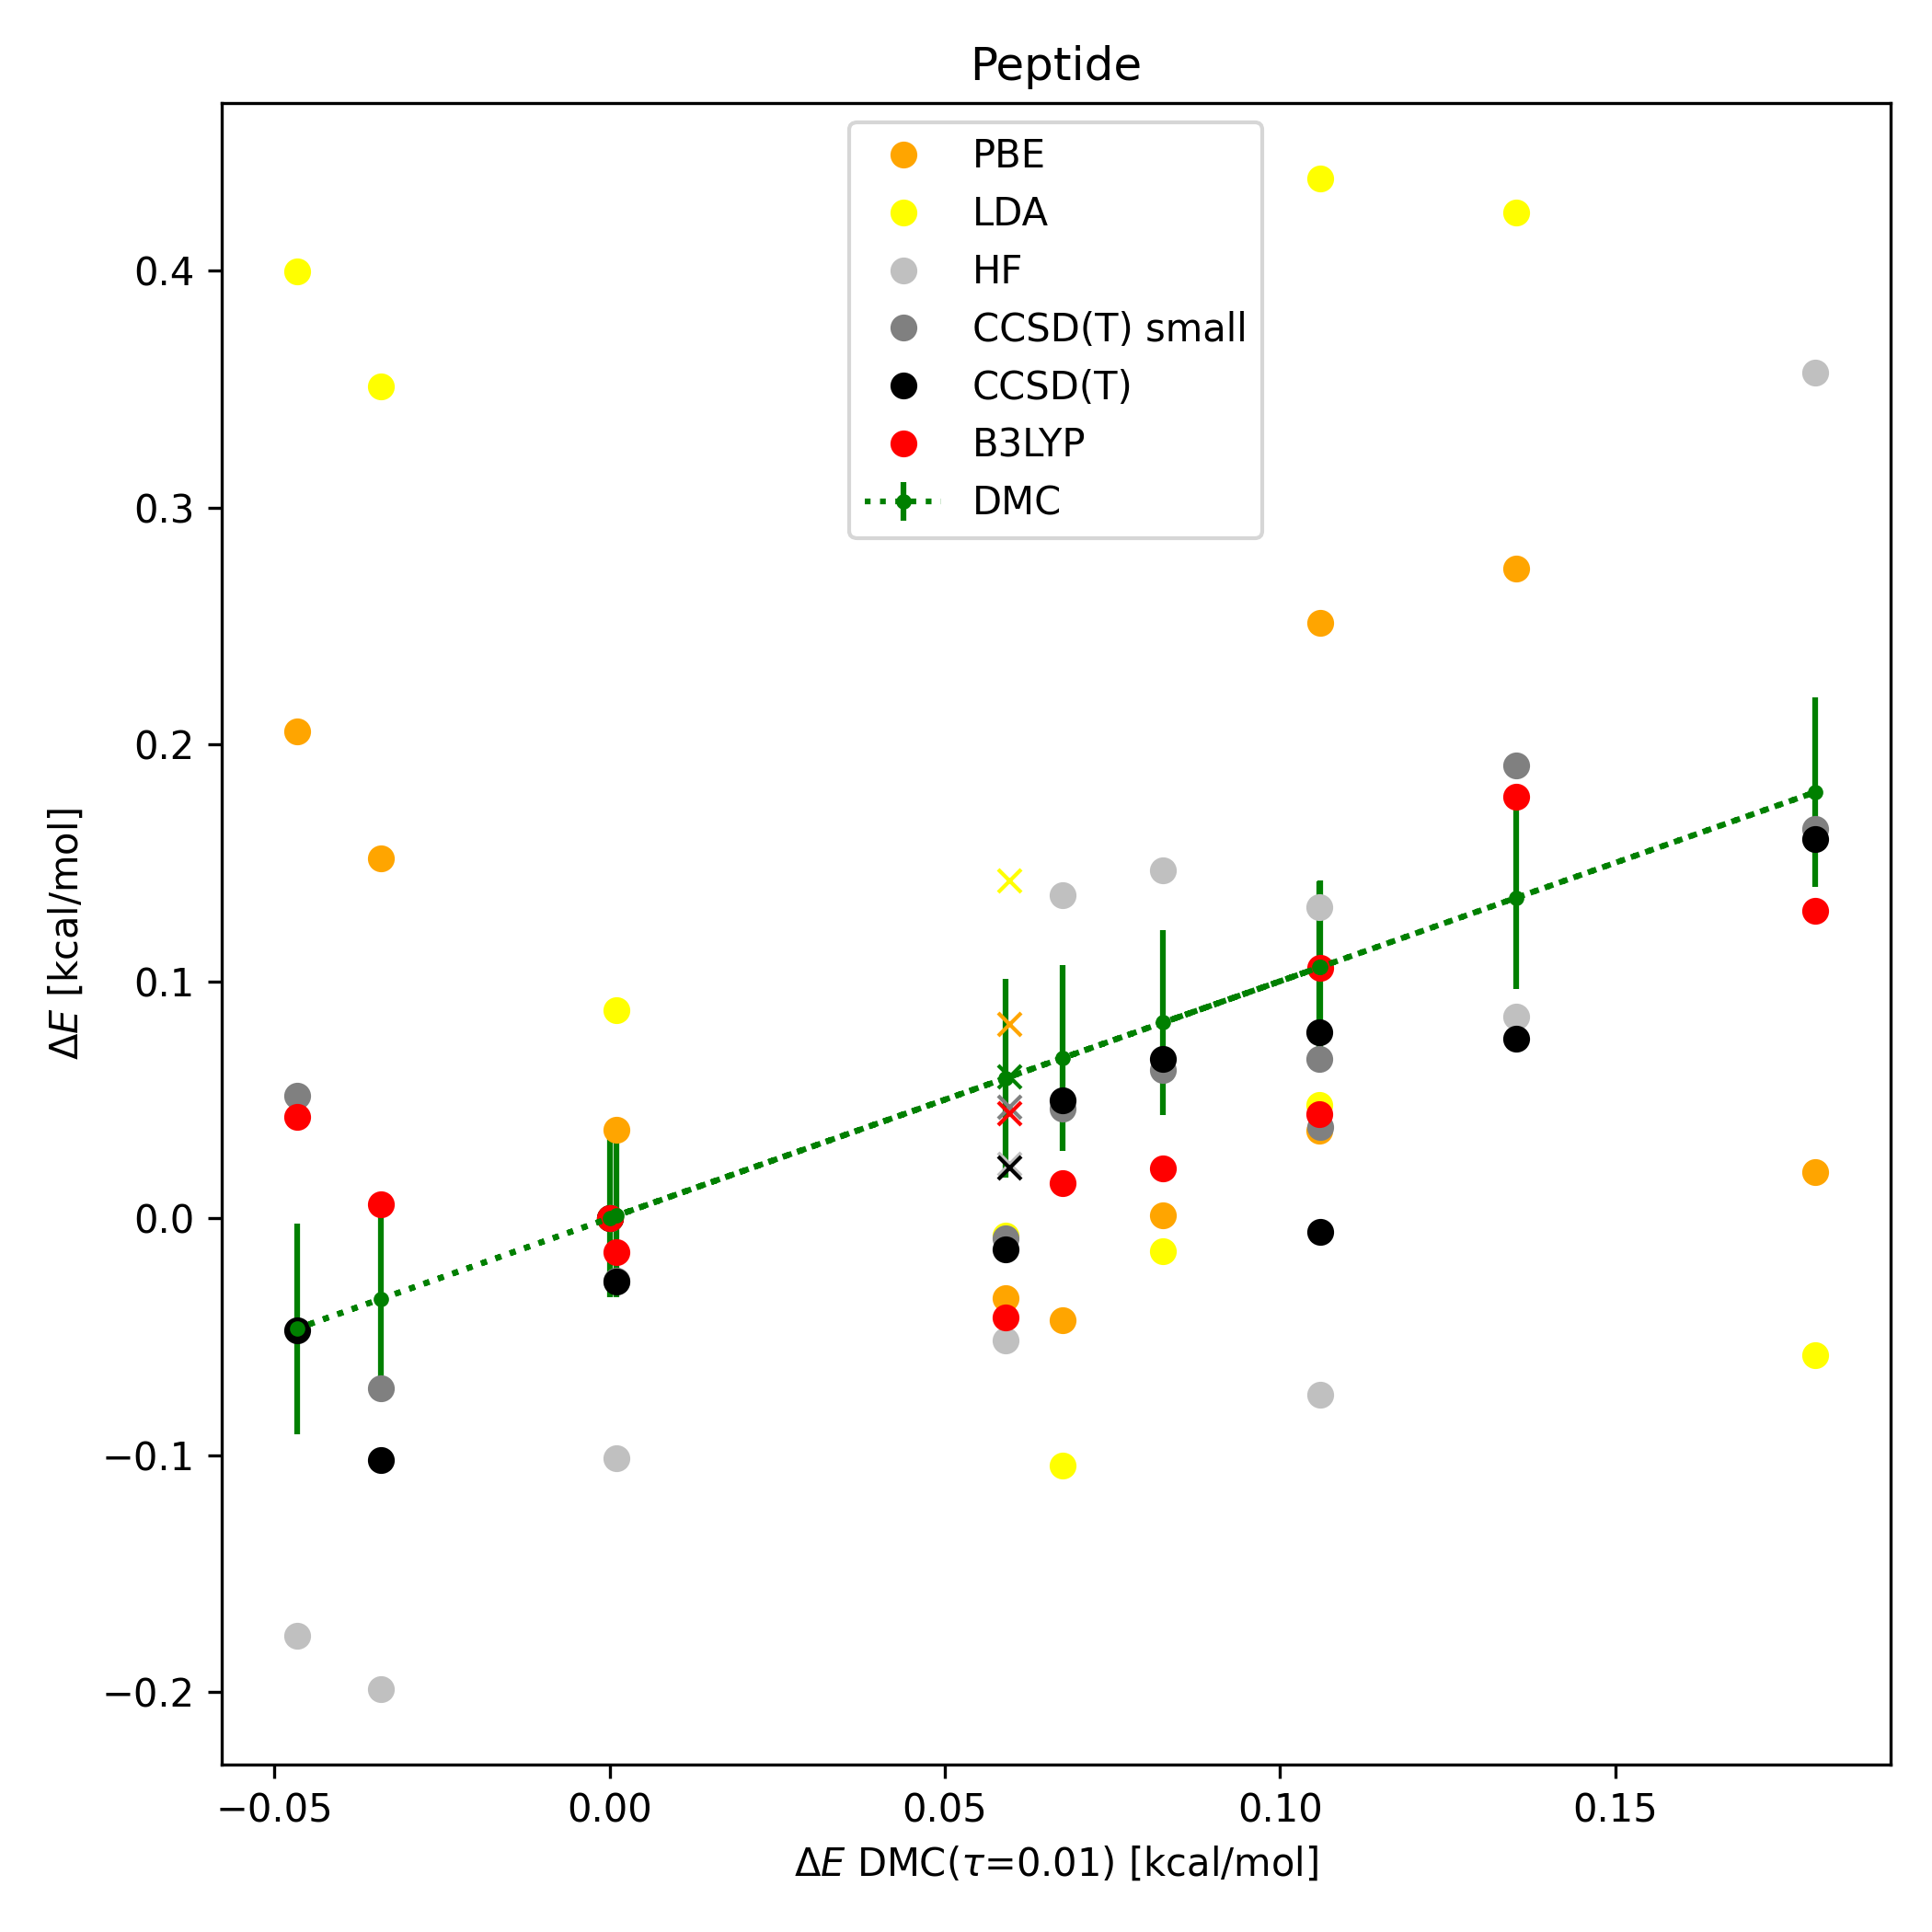 Peptide
PBE
LDA
HF
CCSD(T) small
CCSD(T)
B3LYP
DMC
0.4
0.3
0.2
0.1
0.0
−0.1
−0.2
ΔE [kcal/mol]
−0.05 0.00 0.05 0.10 0.15
ΔE DMC(τ=0.01) [kcal/mol]